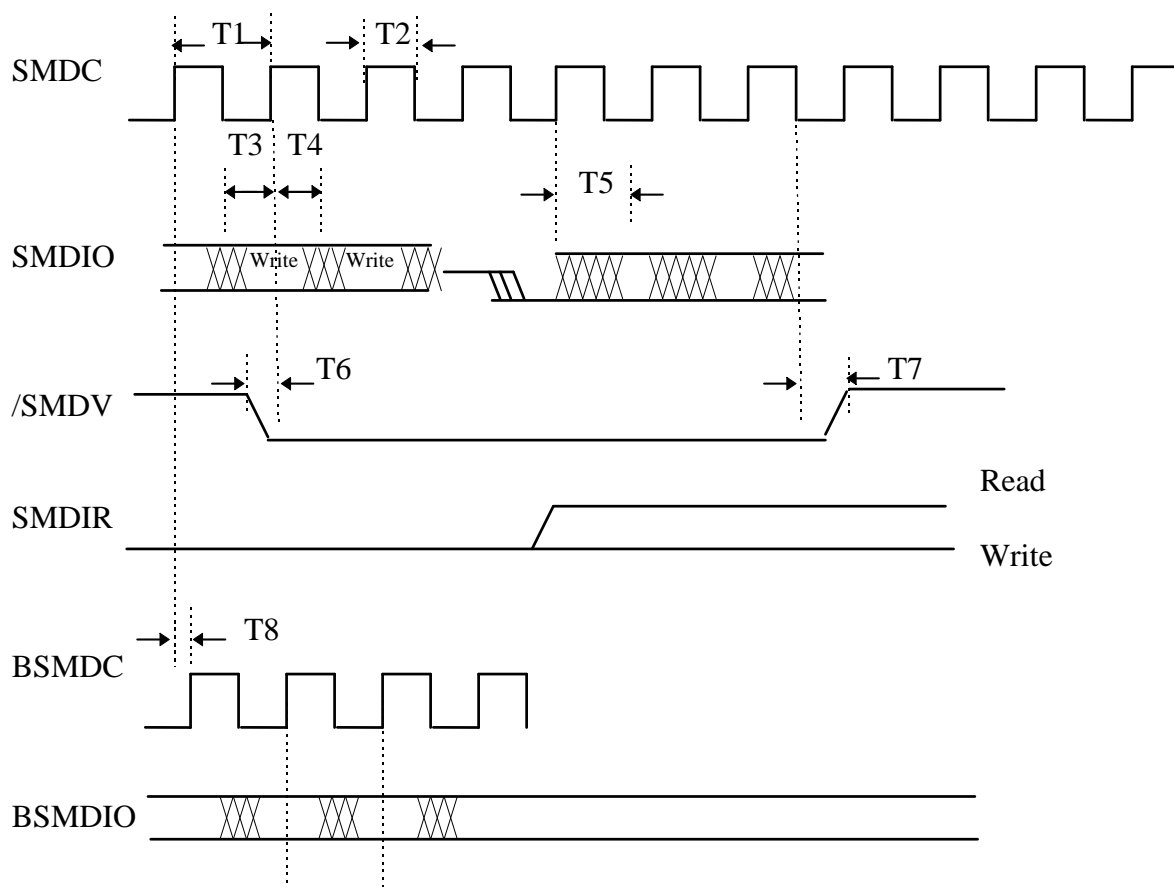 T1
T2
SMDC
T3
T4
T5
SMDIO
Write
Write
T6
T7
/SMDV
Read
SMDIR
Write
T8
BSMDC
BSMDIO